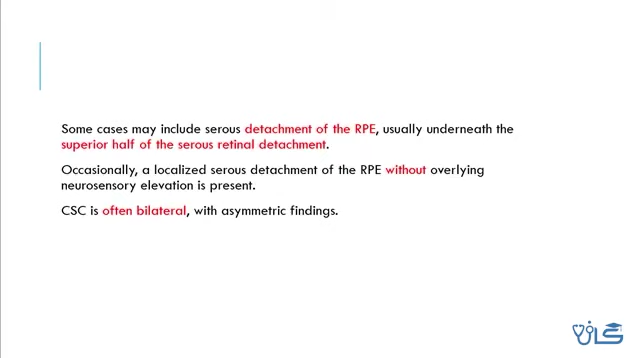 Some cases may include serous detachment of the RPE, usually underneath the
superior half of the serous retinal detachment.
Occasionally, a localized serous detachment of the RPE without overlying
neurosensory elevation is present.
CSC is often bilateral, with asymmetric findings.